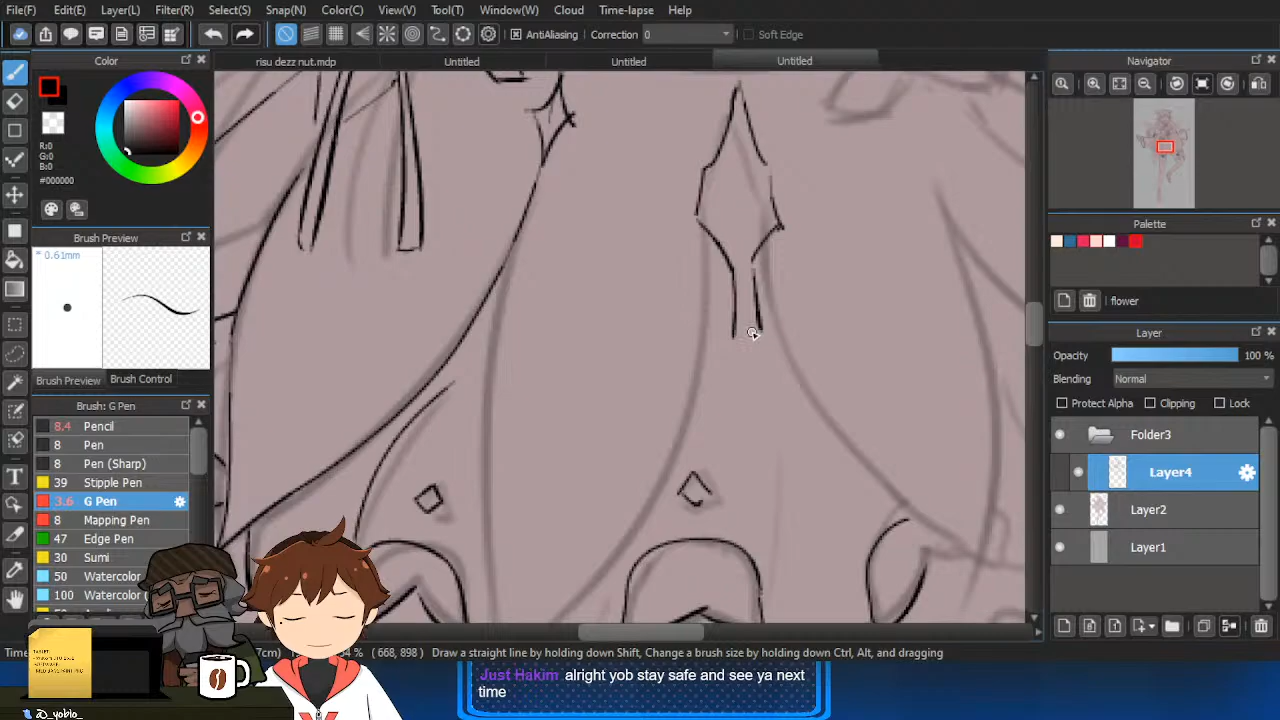 File(F) Edit(E) Layer(L) Filter(R) Select(S) Snap(N) Color(C) View(V) Tool(T) Window(W) Cloud Time-lapse Help
AntiAliasing Correction 0 Soft Edge
Color
risu dezz nut.mdp Untitled Untitled Untitled
Navigator
R:0
G:0
B:0
#000000
Brush Preview
0.61mm
Brush Preview Brush Control
Brush: G Pen
8.4 Pencil
8 Pen
8 Pen (Sharp)
39 Stipple Pen
3.6 G Pen
8 Mapping Pen
47 Edge Pen
30 Sumi
50 Watercolor
100 Watercolor (
Palette
flower
Layer
Opacity 100 %
Blending Normal
Protect Alpha Clipping Lock
Folder3
Layer4
Layer2
Layer1
( 668, 898 ) Draw a straight line by holding down Shift, Change a brush size by holding down Ctrl, Alt, and dragging
Just Hakim alright yob stay safe and see ya next
time
@_yoblo_